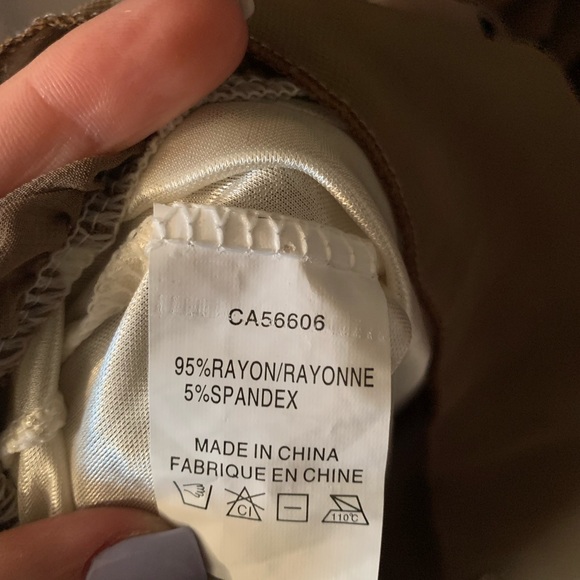 CA56606
95%RAYON/RAYONNE
5%SPANDEX
MADE IN CHINA
FABRIQUE EN CHINE
Cl 110°C